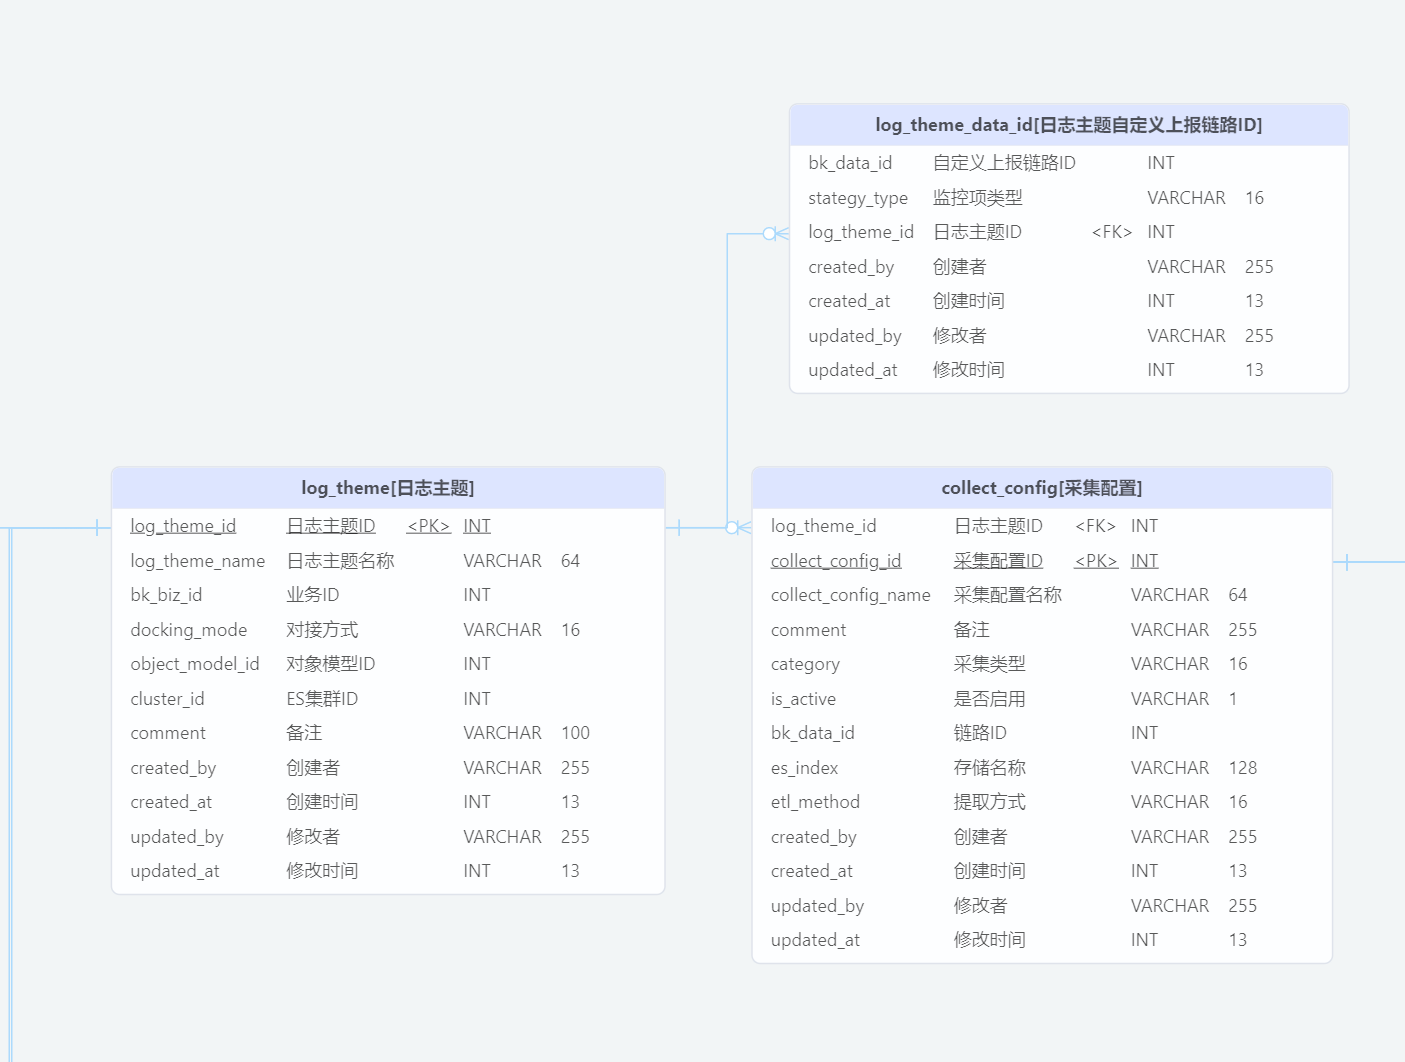 log_theme_data_id[日志主题自定义上报链路ID]
bk_data_id 自定义上报链路ID INT
stategy_type 监控项类型 VARCHAR 16
log_theme_id 日志主题ID <FK> INT
created_by 创建者 VARCHAR 255
created_at 创建时间 INT 13
updated_by 修改者 VARCHAR 255
updated_at 修改时间 INT 13
log_theme[日志主题]
log_theme_id 日志主题ID <PK> INT
log_theme_name 日志主题名称 VARCHAR 64
bk_biz_id 业务ID INT
docking_mode 对接方式 VARCHAR 16
object_model_id 对象模型ID INT
cluster_id ES集群ID INT
comment 备注 VARCHAR 100
created_by 创建者 VARCHAR 255
created_at 创建时间 INT 13
updated_by 修改者 VARCHAR 255
updated_at 修改时间 INT 13
collect_config[采集配置]
log_theme_id 日志主题ID <FK> INT
collect_config_id 采集配置ID <PK> INT
collect_config_name 采集配置名称 VARCHAR 64
comment 备注 VARCHAR 255
category 采集类型 VARCHAR 16
is_active 是否启用 VARCHAR 1
bk_data_id 链路ID INT
es_index 存储名称 VARCHAR 128
etl_method 提取方式 VARCHAR 16
created_by 创建者 VARCHAR 255
created_at 创建时间 INT 13
updated_by 修改者 VARCHAR 255
updated_at 修改时间 INT 13